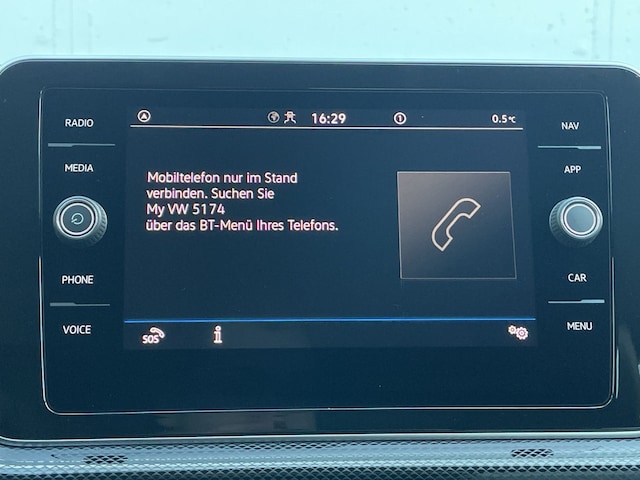 RADIO
MEDIA
PHONE
VOICE
16:29
0.5°C
Mobiltelefon nur im Stand
verbinden. Suchen Sie
My VW 5174
über das BT-Menü Ihres Telefons.
SOS
i
NAV
APP
CAR
MENU